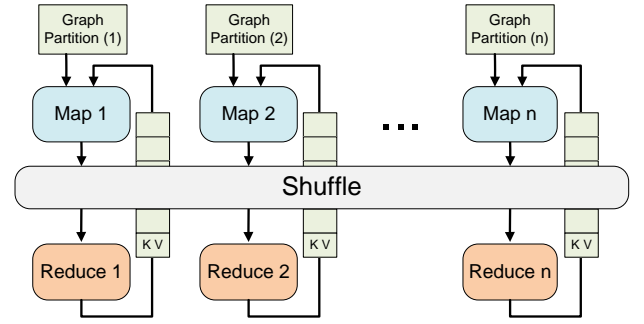 Graph
Partition (1)
Graph
Partition (2)
Graph
Partition (n)
Map 1
Map 2
...
Map n
Shuffle
K V
K V
K V
Reduce 1
Reduce 2
Reduce n